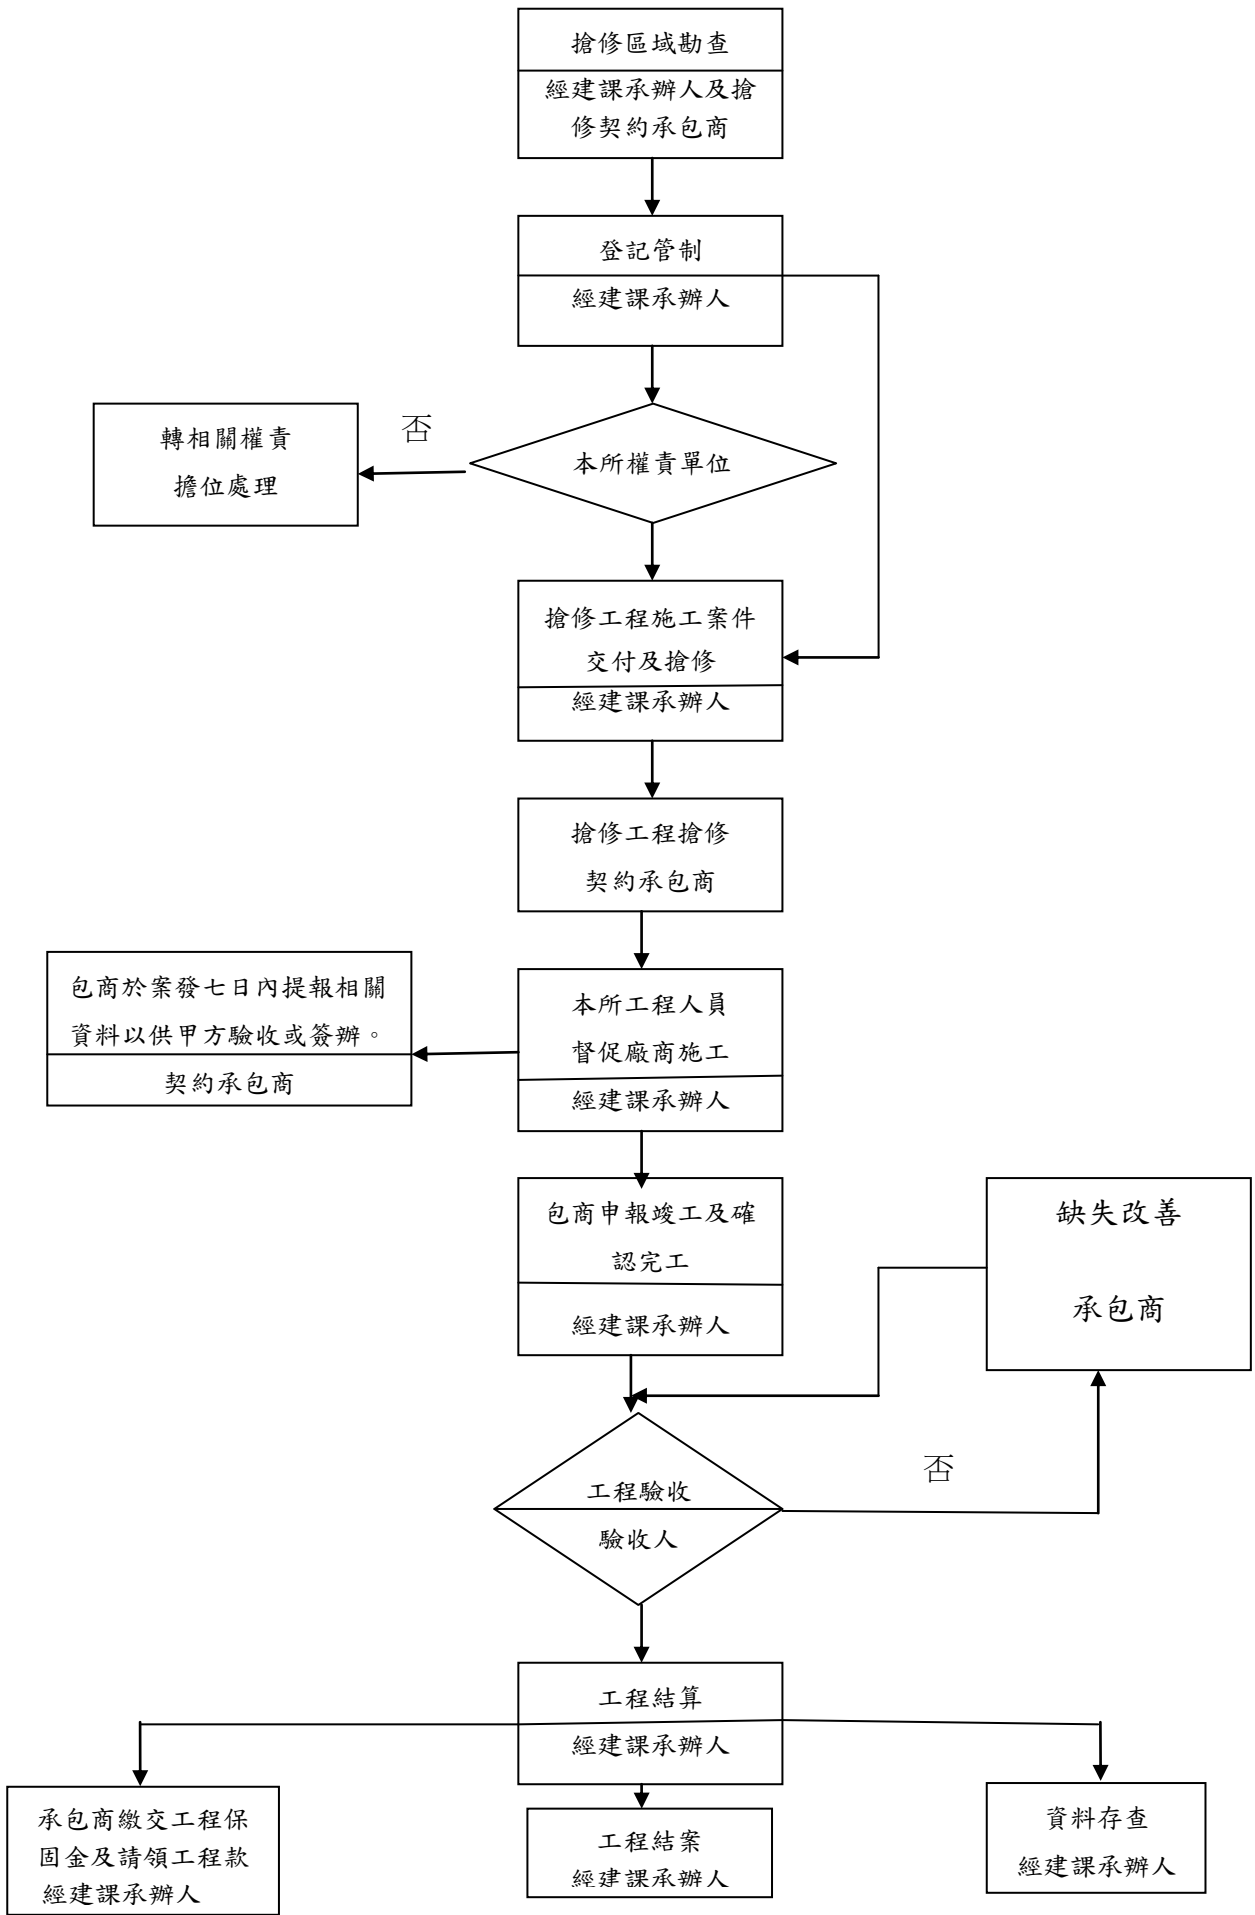 搶修區域勘查
經建課承辦人及搶
修契約承包商
登記管制
經建課承辦人
否
轉相關權責
擔位處理
本所權責單位
搶修工程施工案件
交付及搶修
經建課承辦人
搶修工程搶修
契約承包商
包商於案發七日內提報相關
資料以供甲方驗收或簽辦。
契約承包商
本所工程人員
督促廠商施工
經建課承辦人
包商申報竣工及確
認完工
經建課承辦人
缺失改善
承包商
否
工程驗收
驗收人
工程結算
經建課承辦人
承包商繳交工程保
固金及請領工程款
經建課承辦人
工程結案
經建課承辦人
資料存查
經建課承辦人